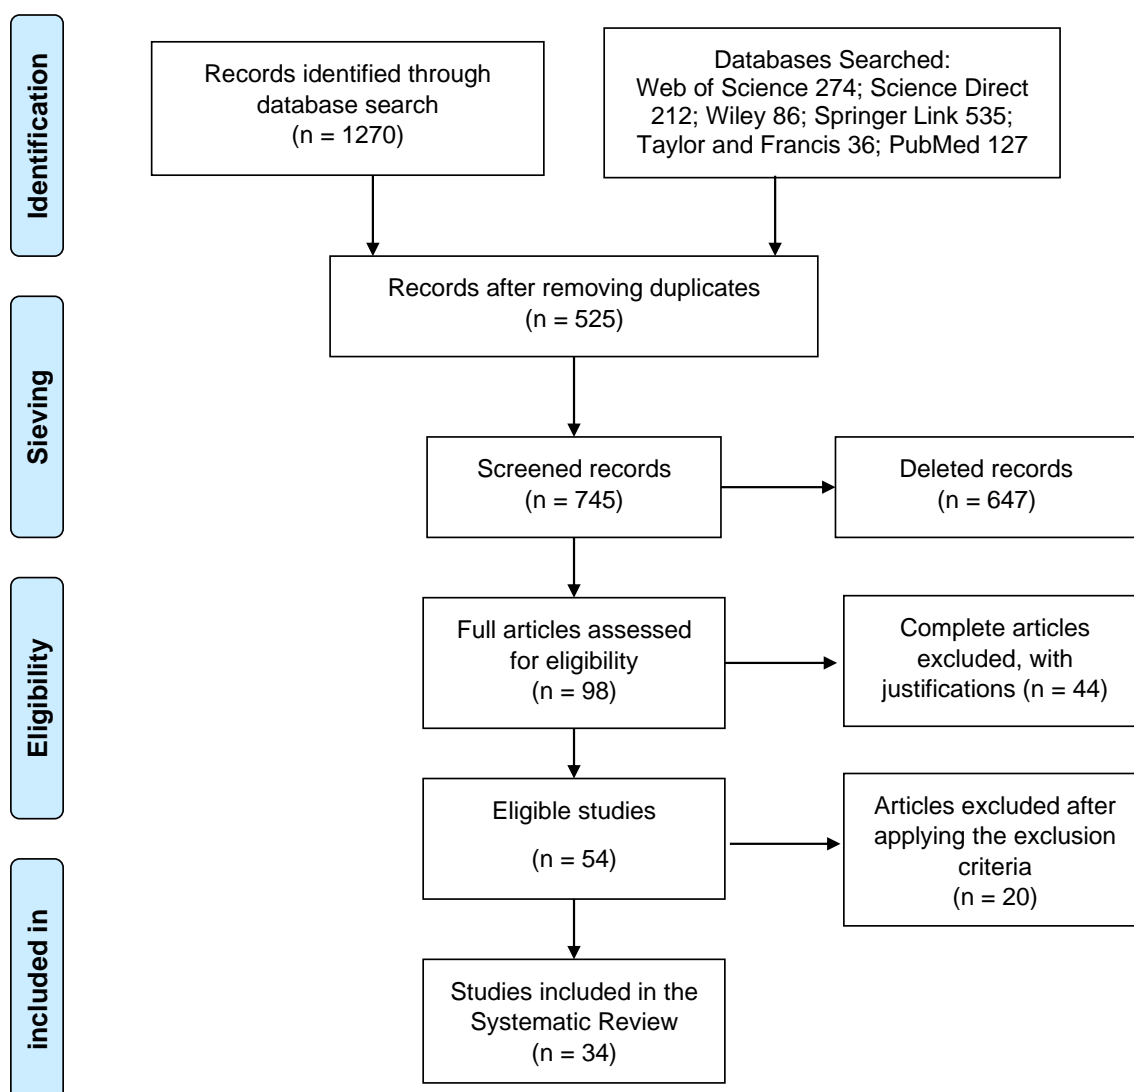 Identification
Records identified through
database search
(n = 1270)
Databases Searched:
Web of Science 274; Science Direct
212; Wiley 86; Springer Link 535;
Taylor and Francis 36; PubMed 127
Records after removing duplicates
(n = 525)
Sieving
Screened records
(n = 745)
Deleted records
(n = 647)
Eligibility
Full articles assessed
for eligibility
(n = 98)
Complete articles
excluded, with
justifications (n = 44)
Eligible studies
(n = 54)
Articles excluded after
applying the exclusion
criteria
(n = 20)
included in
Studies included in the
Systematic Review
(n = 34)